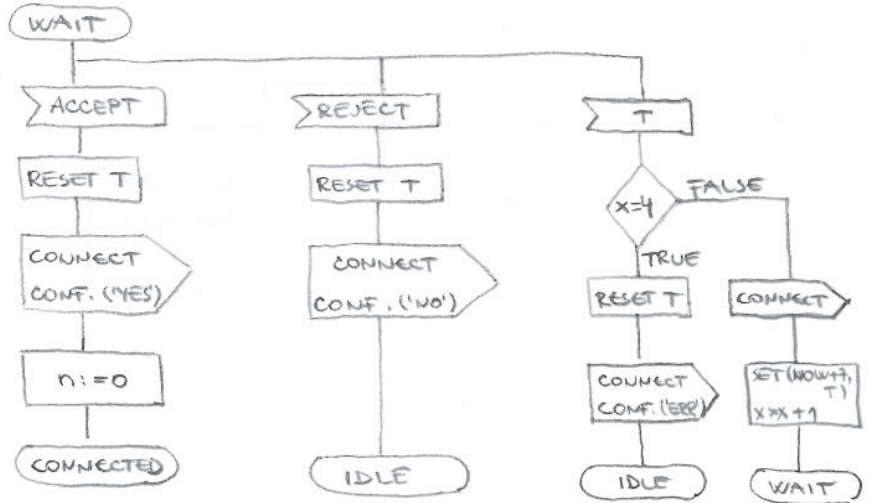 WAIT
ACCEPT
RESET T
CONNECT
CONF. ('YES')
n:=0
CONNECTED
REJECT
RESET T
CONNECT
CONF. ('NO')
IDLE
T
x=4
FALSE
TRUE
RESET T
CONNECT
CONF. ('ERR')
IDLE
CONNECT
SET(NOW+7,
T)
WAIT